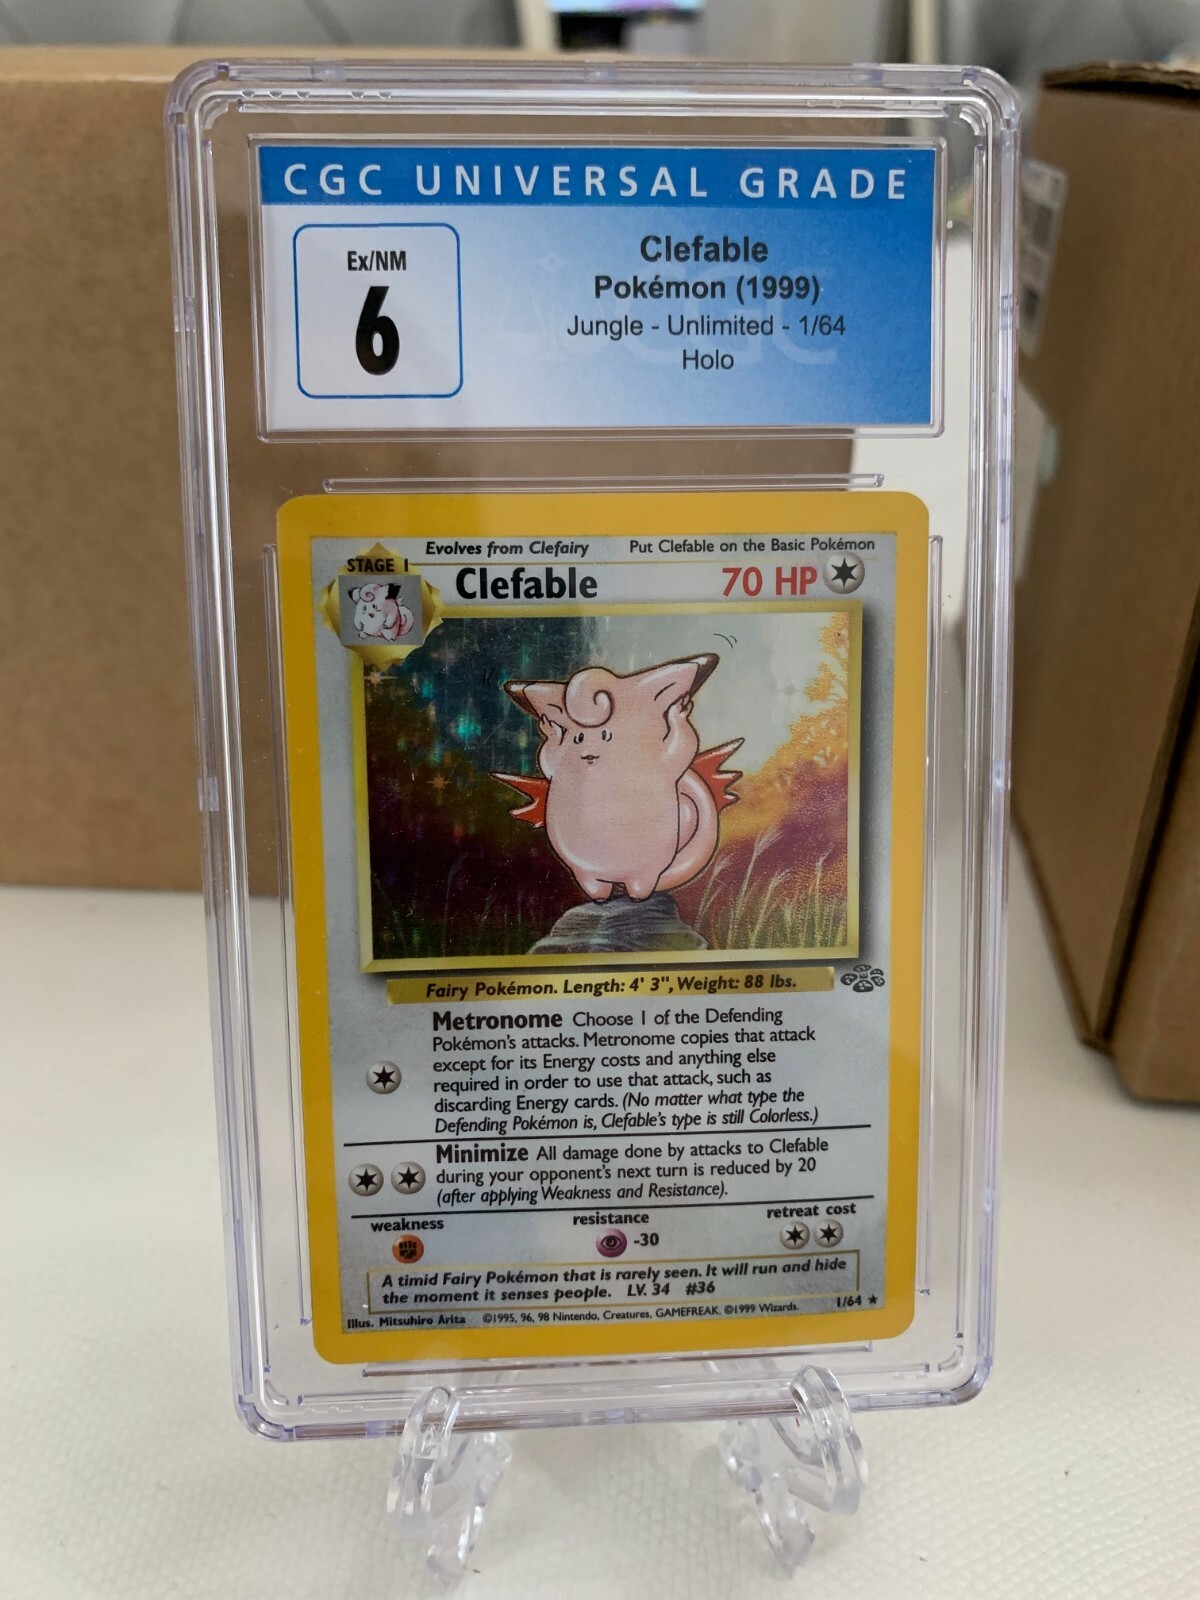 CGC UNIVERSAL GRADE
Ex/NM
6
Clefable
Pokémon (1999)
Jungle - Unlimited - 1/64
Holo
Evolves from Clefairy Put Clefable on the Basic Pokémon
STAGE 1
Clefable 70 HP
Fairy Pokémon. Length: 4' 3", Weight: 88 lbs.
Metronome Choose 1 of the Defending
Pokémon's attacks. Metronome copies that attack
except for its Energy costs and anything else
required in order to use that attack, such as
discarding Energy cards. (No matter what type the
Defending Pokémon is, Clefable's type is still Colorless.)
Minimize All damage done by attacks to Clefable
during your opponent's next turn is reduced by 20
(after applying Weakness and Resistance).
weakness resistance retreat cost
-30
A timid Fairy Pokémon that is rarely seen. It will run and hide
the moment it senses people. LV. 34 #36
Illus. Mitsuhiro Arita ©1995, 96, 98 Nintendo, Creatures, GAMEFREAK. ©1999 Wizards. 1/64 ★